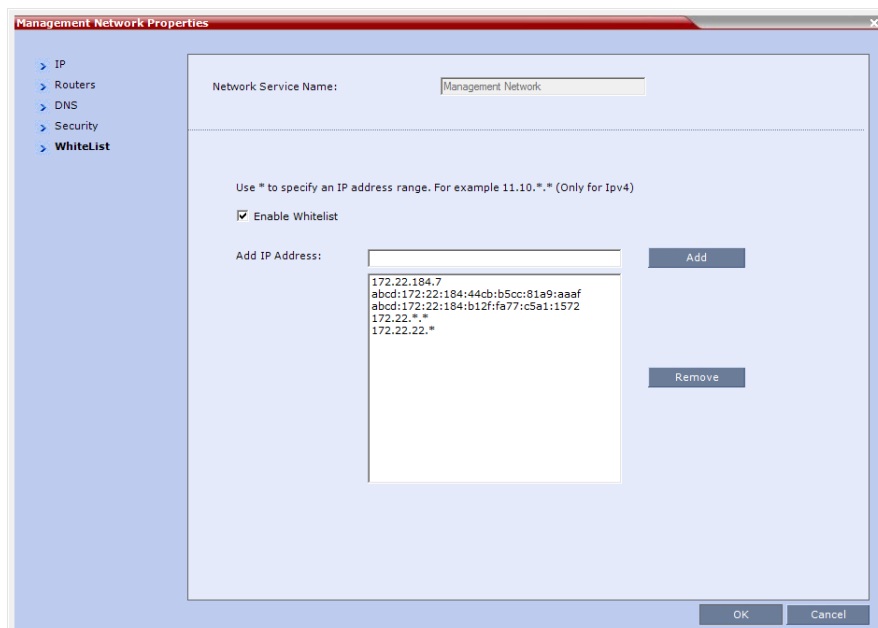 Management Network Properties
IP
Routers
DNS
Security
WhiteList
Network Service Name: Management Network
Use * to specify an IP address range. For example 11.10.*.* (Only for Ipv4)
Enable Whitelist
Add IP Address:
Add
172.22.184.7
abcd:172:22:184:44cb:b5cc:81a9:aaaf
abcd:172:22:184:b12f:fa77:c5a1:1572
172.22.*.*
172.22.22.*
Remove
OK Cancel